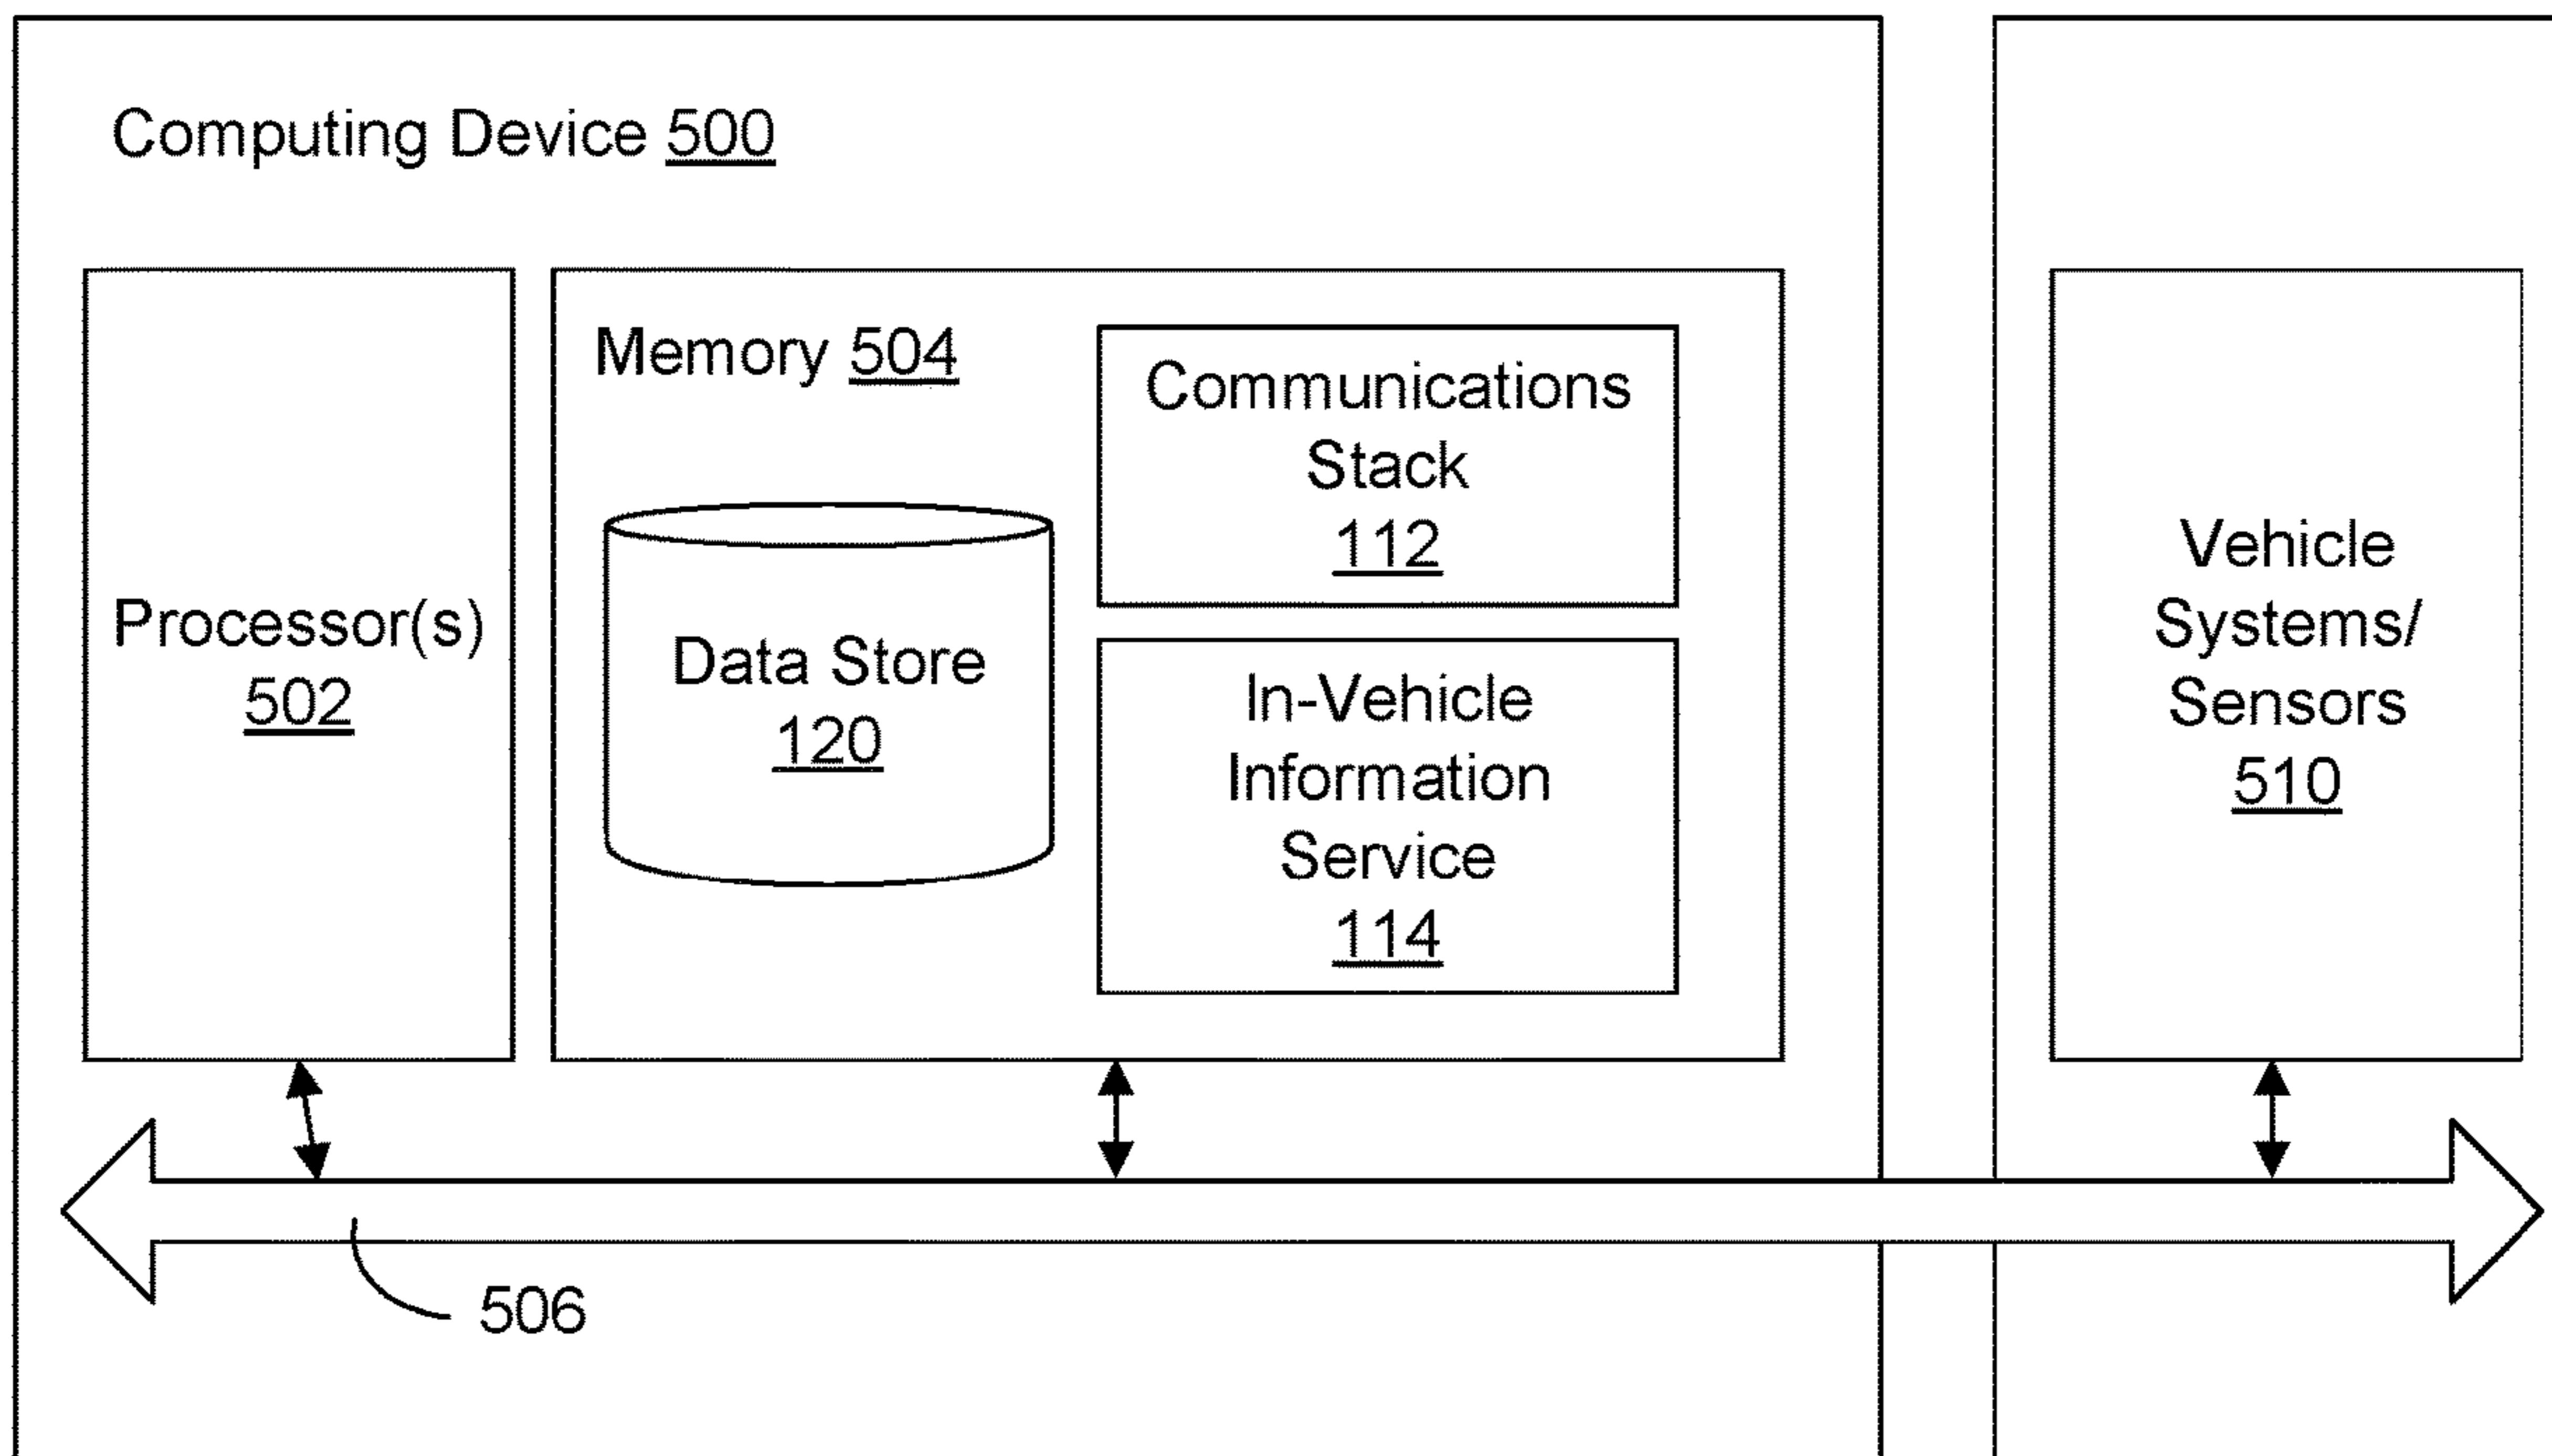 Computing Device 500
Processor(s)
502
Memory 504
Data Store
120
Communications
Stack
112
In-Vehicle
Information
Service
114
Vehicle
Systems/
Sensors
510
506